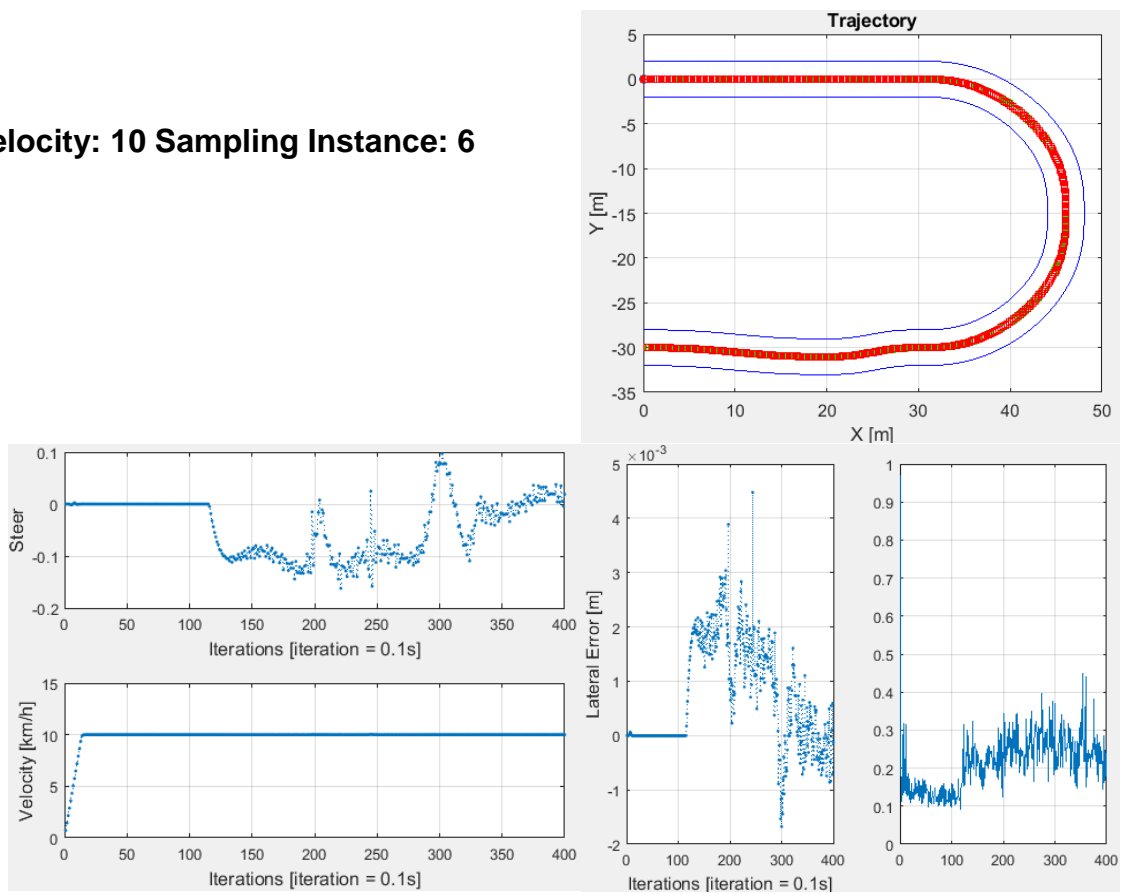 Trajectory
5
0
-5
-10
-15
-20
-25
-30
-35
Y [m]
0 10 20 30 40 50
X [m]
elocity: 10 Sampling Instance: 6
0.1
0
-0.1
-0.2
Steer
0 50 100 150 200 250 300 350 400
Iterations [iteration = 0.1s]
15
10
5
0
Velocity [km/h]
0 50 100 150 200 250 300 350 400
Iterations [iteration = 0.1s]
×10-3
5
4
3
2
1
0
-1
-2
Lateral Error [m]
0 100 200 300 400
Iterations [iteration = 0.1s]
1
0.9
0.8
0.7
0.6
0.5
0.4
0.3
0.2
0.1
0
0 100 200 300 400